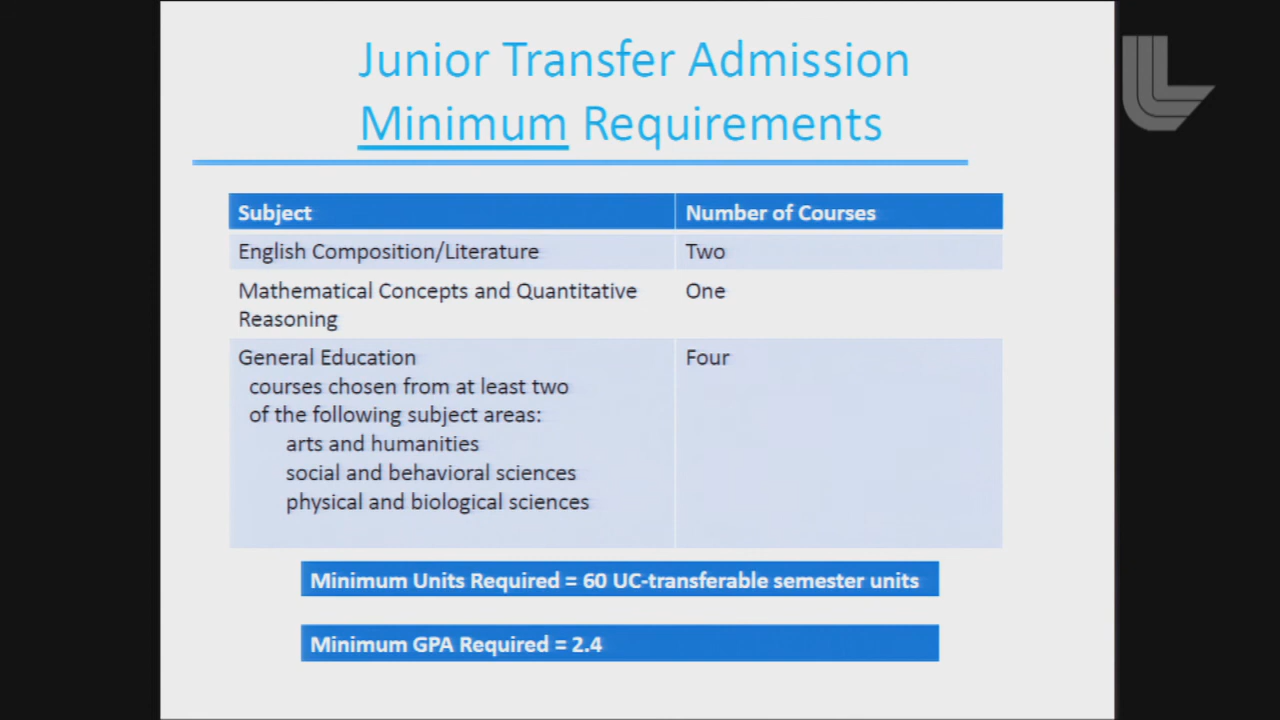 Junior Transfer Admission
Minimum Requirements
Subject
Number of Courses
English Composition/Literature
Two
Mathematical Concepts and Quantitative
Reasoning
One
General Education
Four
courses chosen from at least two
of the following subject areas:
arts and humanities
social and behavioral sciences
physical and biological sciences
Minimum Units Required = 60 UC-transferable semester units
Minimum GPA Required = 2.4